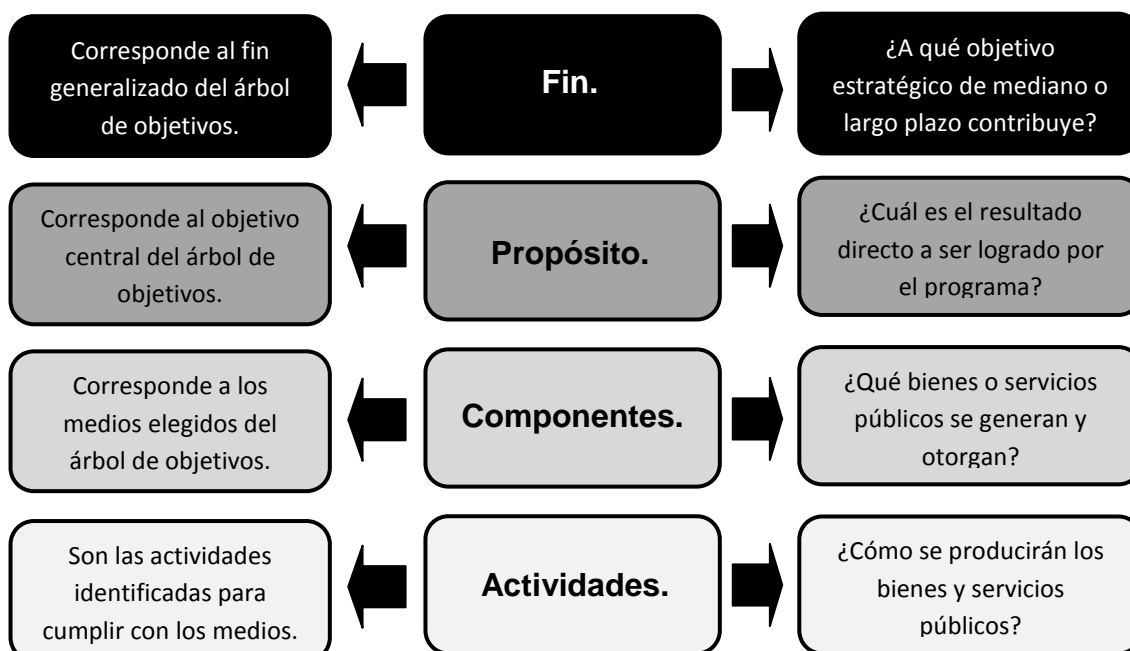 Corresponde al fin
generalizado del árbol
de objetivos.
Fin.
¿A qué objetivo
estratégico de mediano o
largo plazo contribuye?
Corresponde al objetivo
central del árbol de
objetivos.
Propósito.
¿Cuál es el resultado
directo a ser logrado por
el programa?
Corresponde a los
medios elegidos del
árbol de objetivos.
Componentes.
¿Qué bienes o servicios
públicos se generan y
otorgan?
Son las actividades
identificadas para
cumplir con los medios.
Actividades.
¿Cómo se producirán los
bienes y servicios
públicos?